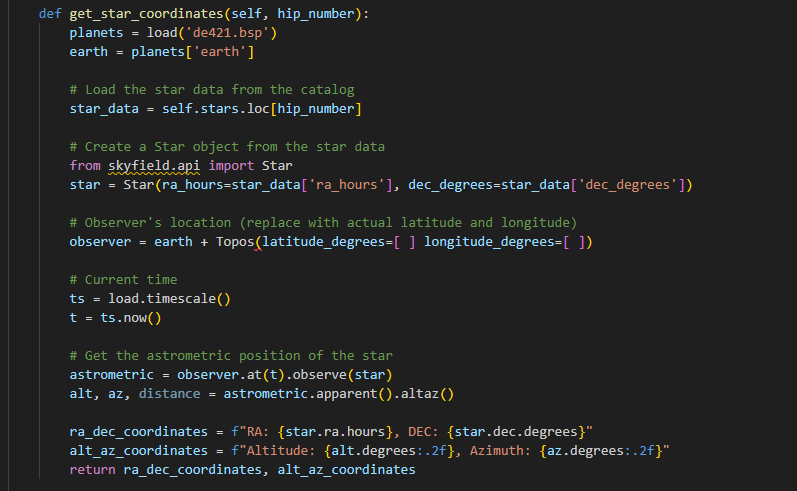 def get_star_coordinates(self, hip_number):
planets = load('de421.bsp')
earth = planets['earth']
# Load the star data from the catalog
star_data = self.stars.loc[hip_number]
# Create a Star object from the star data
from skyfield.api import Star
star = Star(ra_hours=star_data['ra_hours'], dec_degrees=star_data['dec_degrees'])
# Observer's location (replace with actual latitude and longitude)
observer = earth + Topos(latitude_degrees=[ ] longitude_degrees=[ ])
# Current time
ts = load.timescale()
t = ts.now()
# Get the astrometric position of the star
astrometric = observer.at(t).observe(star)
alt, az, distance = astrometric.apparent().altaz()
ra_dec_coordinates = f"RA: {star.ra.hours}, DEC: {star.dec.degrees}"
alt_az_coordinates = f"Altitude: {alt.degrees:.2f}, Azimuth: {az.degrees:.2f}"
return ra_dec_coordinates, alt_az_coordinates